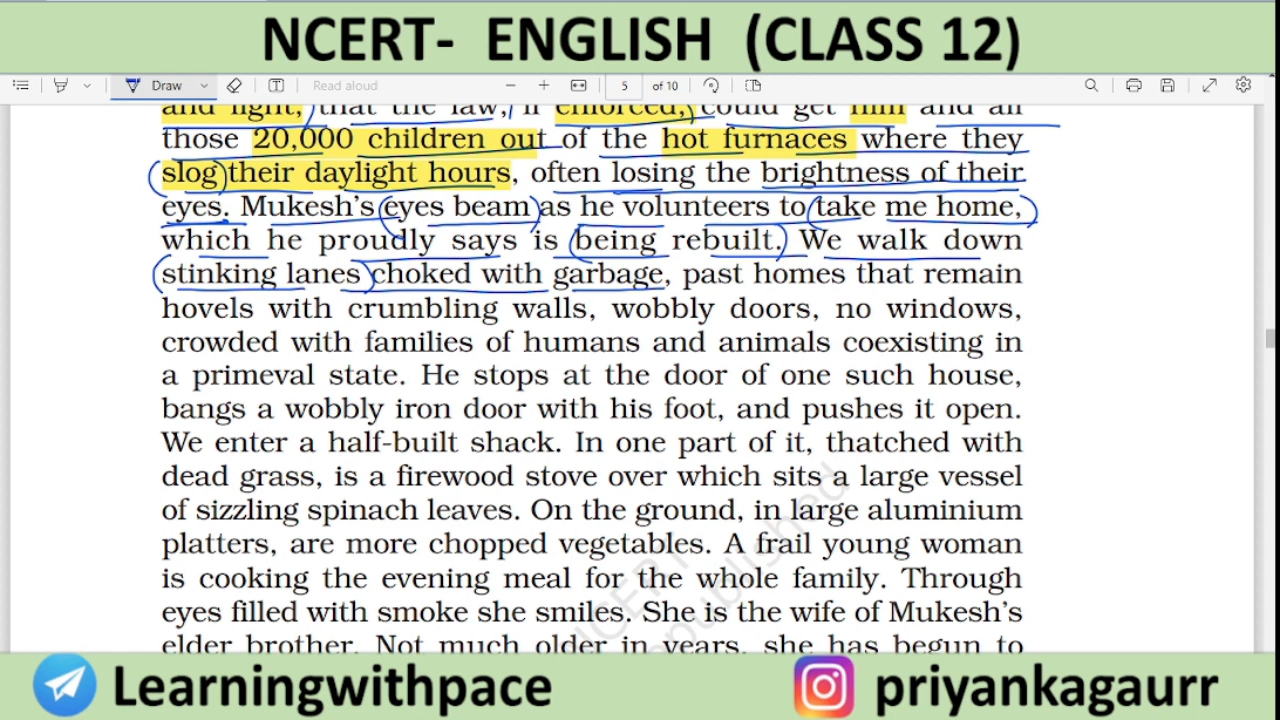 NCERT- ENGLISH (CLASS 12)
Draw Read aloud 5 of 10
and light, that the law, if enforced, could get him and all
those 20,000 children out of the hot furnaces where they
slog their daylight hours, often losing the brightness of their
eyes. Mukesh's eyes beam as he volunteers to take me home,
which he proudly says is being rebuilt. We walk down
stinking lanes choked with garbage, past homes that remain
hovels with crumbling walls, wobbly doors, no windows,
crowded with families of humans and animals coexisting in
a primeval state. He stops at the door of one such house,
bangs a wobbly iron door with his foot, and pushes it open.
We enter a half-built shack. In one part of it, thatched with
dead grass, is a firewood stove over which sits a large vessel
of sizzling spinach leaves. On the ground, in large aluminium
platters, are more chopped vegetables. A frail young woman
is cooking the evening meal for the whole family. Through
eyes filled with smoke she smiles. She is the wife of Mukesh's
elder brother. Not much older in years, she has begun to
Learningwithpace
priyankagaurr